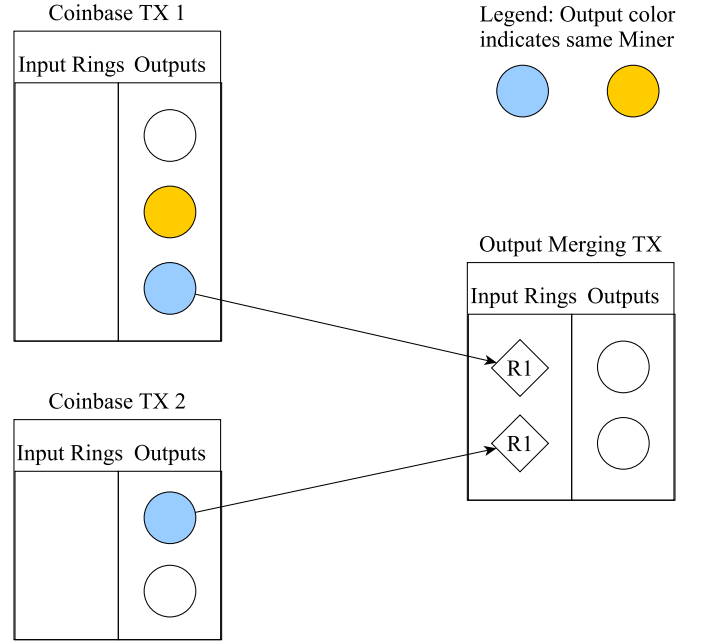 Coinbase TX 1
Input Rings Outputs
Legend: Output color
indicates same Miner
Output Merging TX
Input Rings Outputs
R1
R1
Coinbase TX 2
Input Rings Outputs